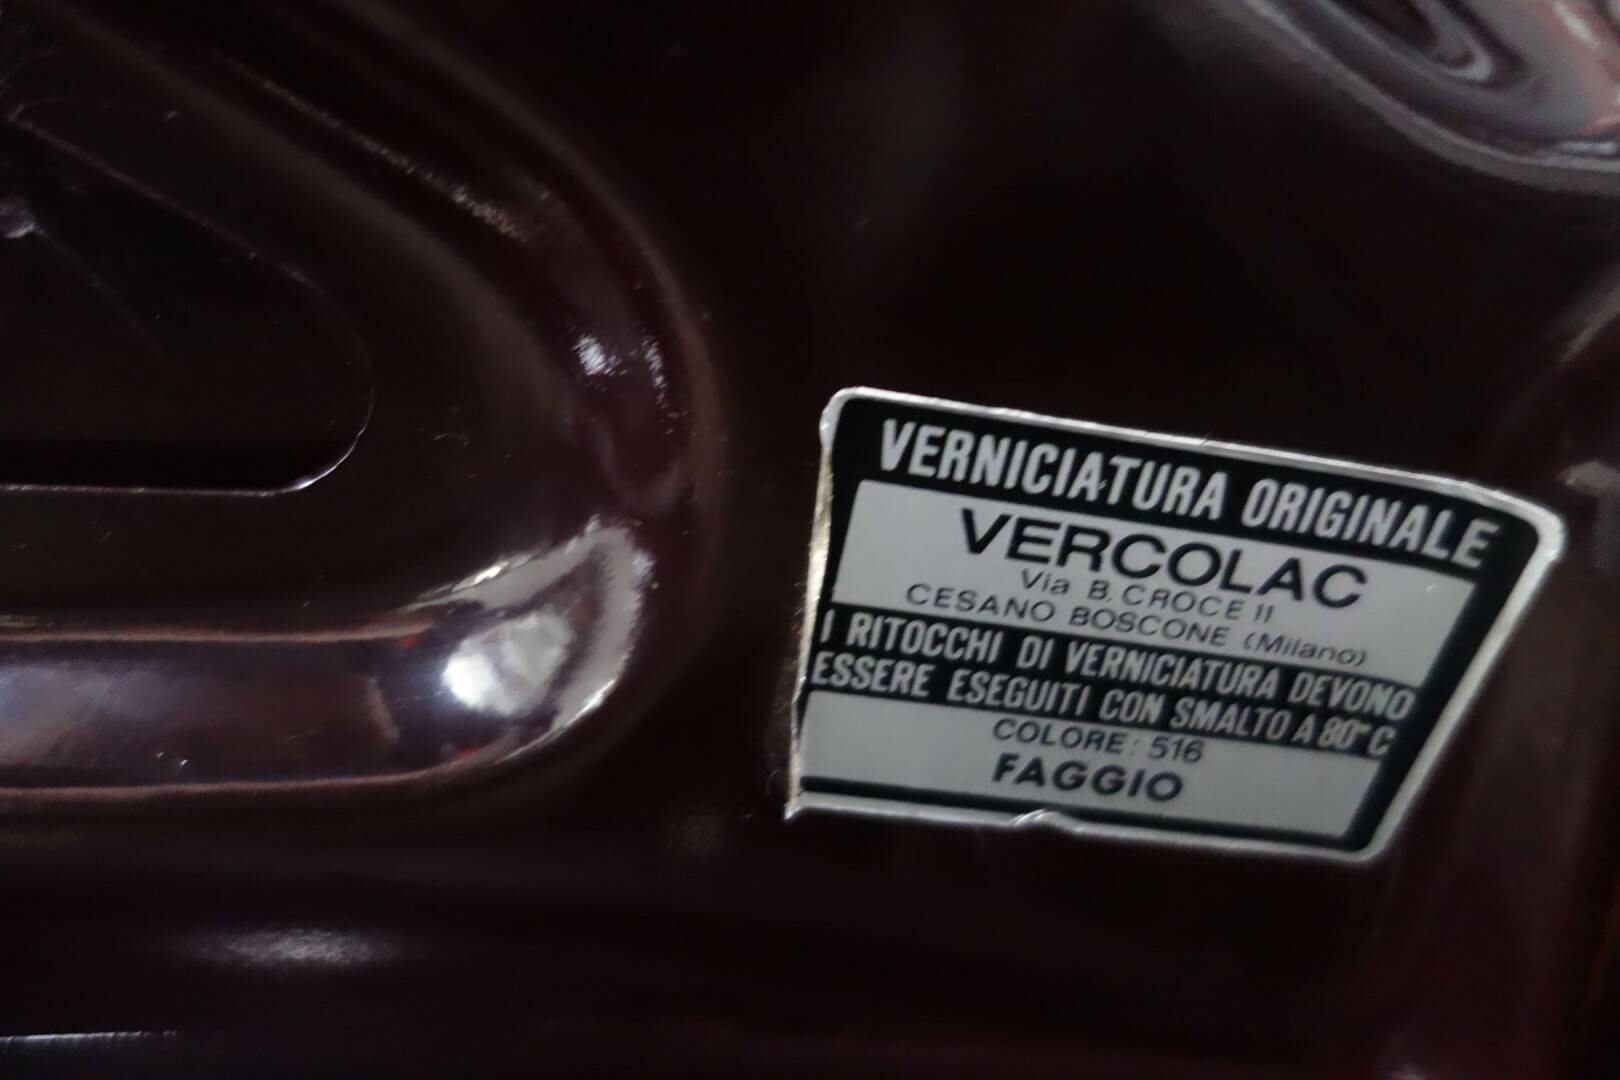 VERNICIATURA ORIGINALE
VERCOLAC
Via B. CROCE 11
CESANO BOSCONE (Milano)
I RITOCCHI DI VERNICIATURA DEVONO
ESSERE ESEGUITI CON SMALTO A 80° C
COLORE: 516
FAGGIO